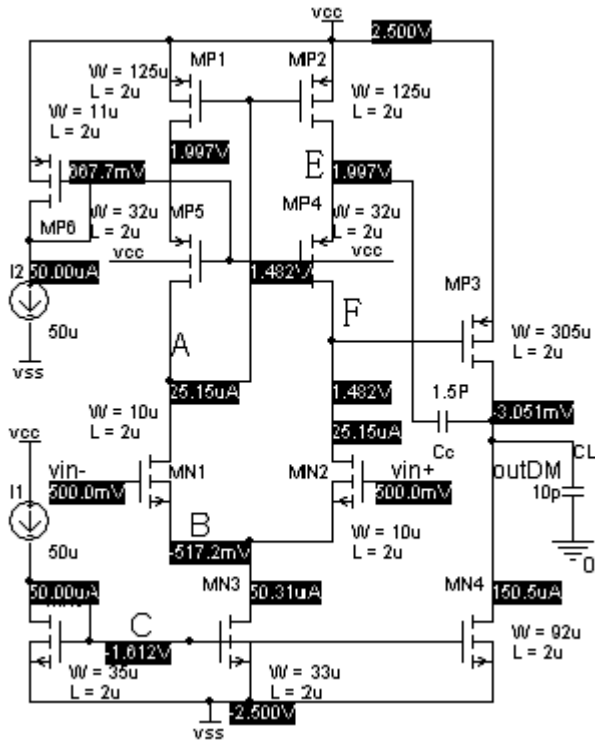 vcc
2.500V
MP1
MP2
W = 125u
L = 2u
W = 125u
L = 2u
W = 11u
L = 2u
1.997V
E
1.997V
667.7mV
W = 32u
L = 2u
MP5
MP4
W = 32u
L = 2u
MP6
vcc
1.482V
vcc
I2
50.00uA
MP3
50u
F
W = 305u
L = 2u
vss
A
25.15uA
1.482V
1.5P
-3.051mV
W = 10u
L = 2u
25.15uA
Cc
vcc
vin-
MN1
MN2
vin+
outDM
CL
500.0mV
500.0mV
10p
I1
B
W = 10u
L = 2u
0
50u
-517.2mV
MN3
MN4
50.00uA
50.31uA
150.5uA
C
-1.612V
W = 92u
L = 2u
W = 35u
L = 2u
W = 33u
L = 2u
-2.500V
vss